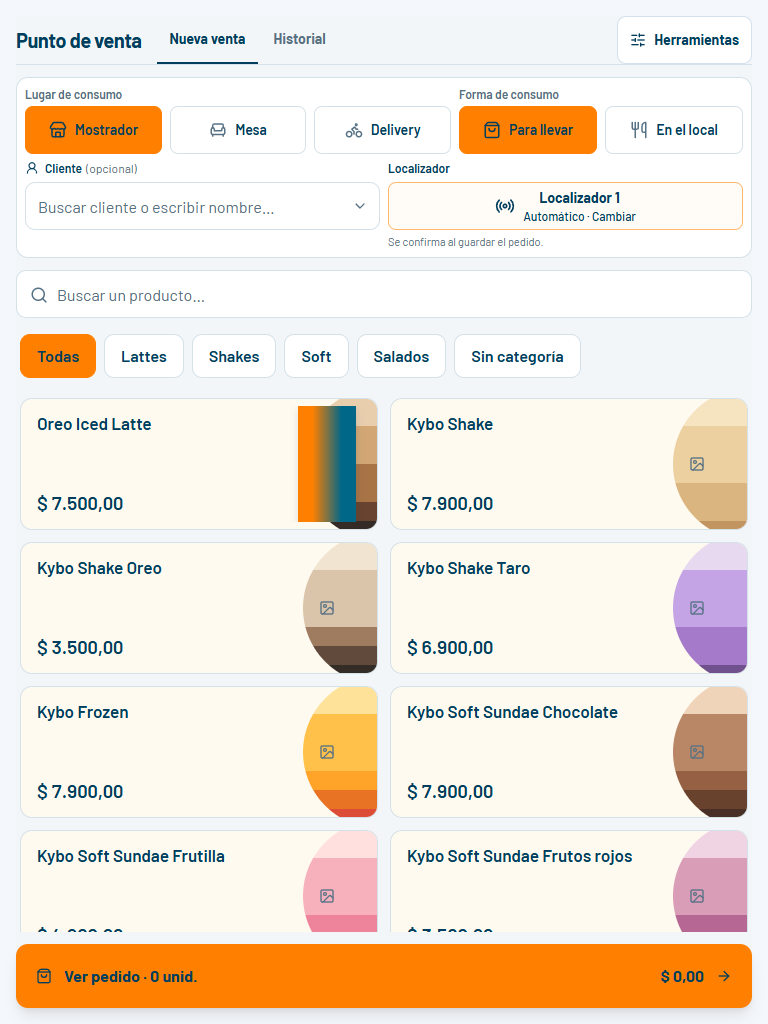 Punto de venta
Nueva venta
Historial
Herramientas
Lugar de consumo
Forma de consumo
Mostrador
Mesa
Delivery
Para llevar
En el local
Cliente (opcional)
Localizador
Buscar cliente o escribir nombre...
Localizador 1
Automático · Cambiar
Se confirma al guardar el pedido.
Buscar un producto...
Todas
Lattes
Shakes
Soft
Salados
Sin categoría
Oreo Iced Latte
$ 7.500,00
Kybo Shake
$ 7.900,00
Kybo Shake Oreo
$ 3.500,00
Kybo Shake Taro
$ 6.900,00
Kybo Frozen
$ 7.900,00
Kybo Soft Sundae Chocolate
$ 7.900,00
Kybo Soft Sundae Frutilla
Kybo Soft Sundae Frutos rojos
Ver pedido · 0 unid.
$ 0,00